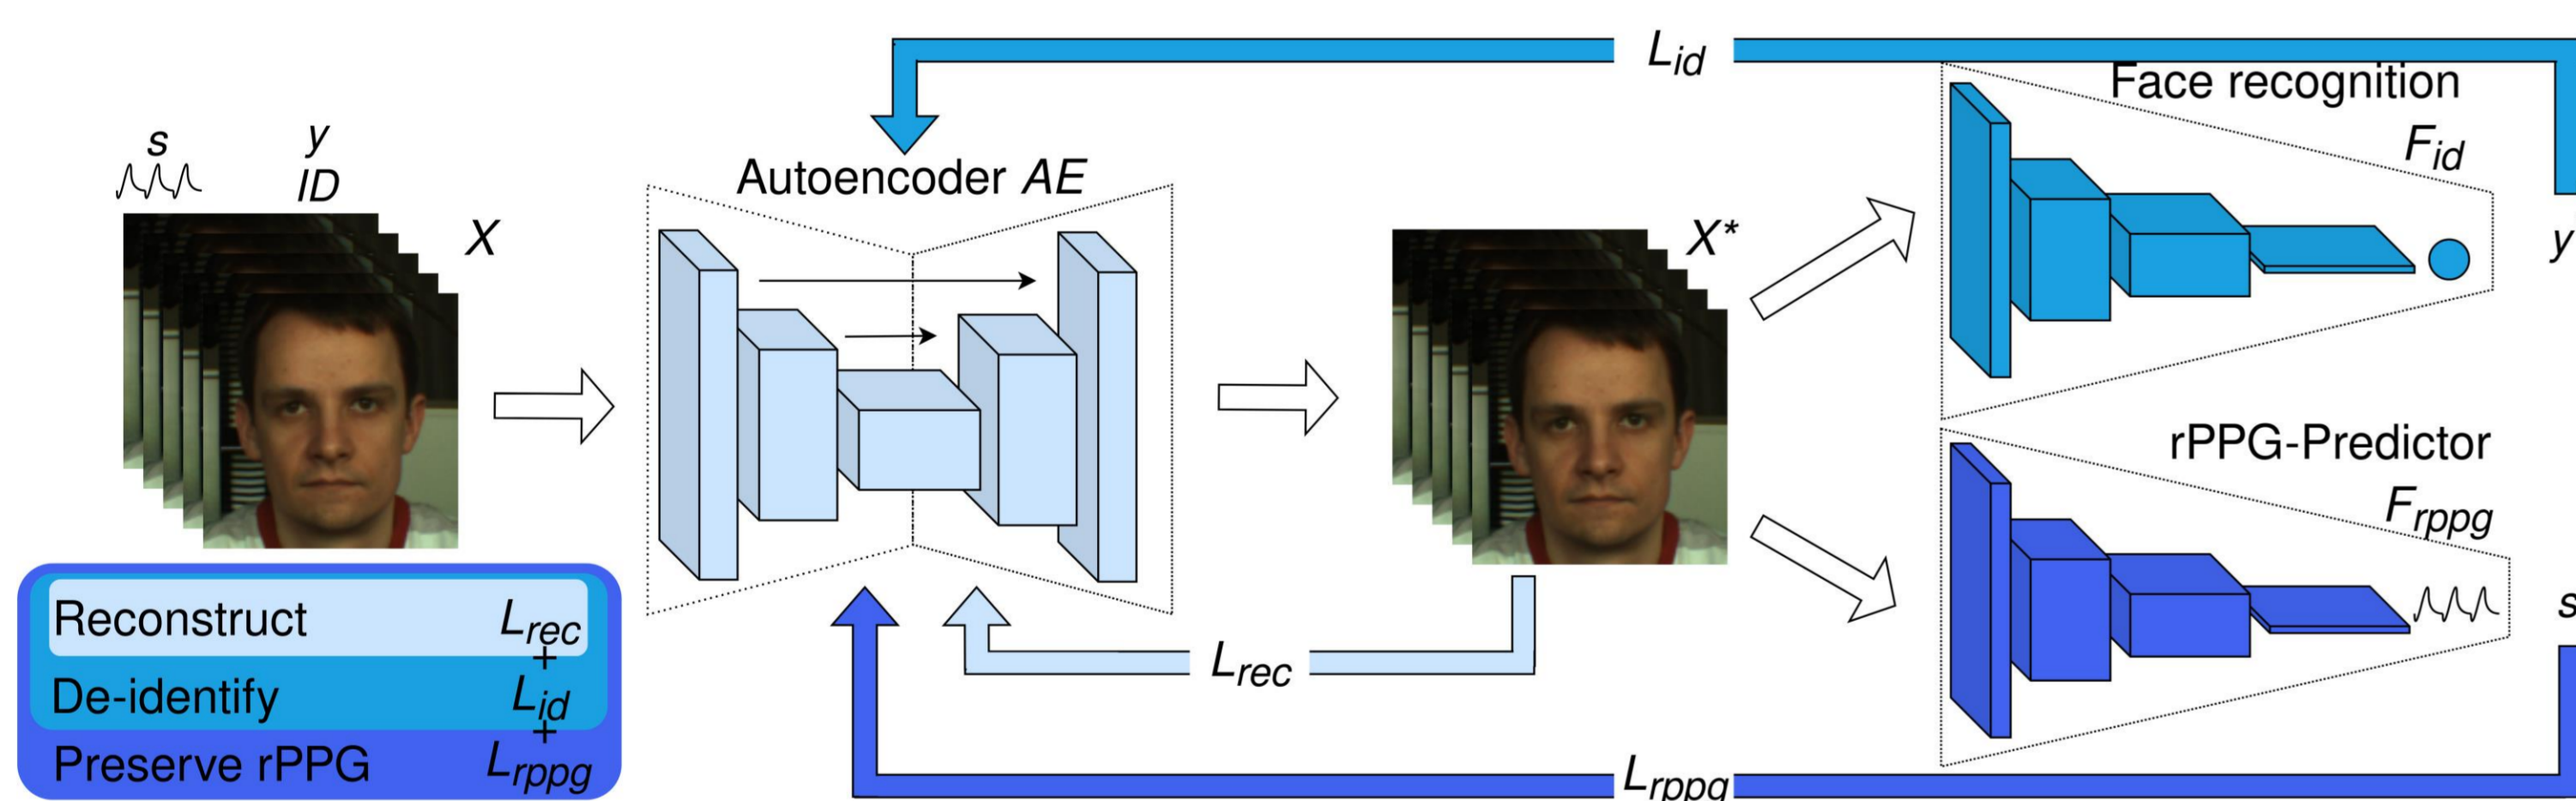 L_id
Face recognition
F_id
s
y
ID
X
Autoencoder AE
X*
y
rPPG-Predictor
F_rppg
s
Reconstruct L_rec
+
De-identify L_id
+
Preserve rPPG L_rppg
L_rec
L_rppg